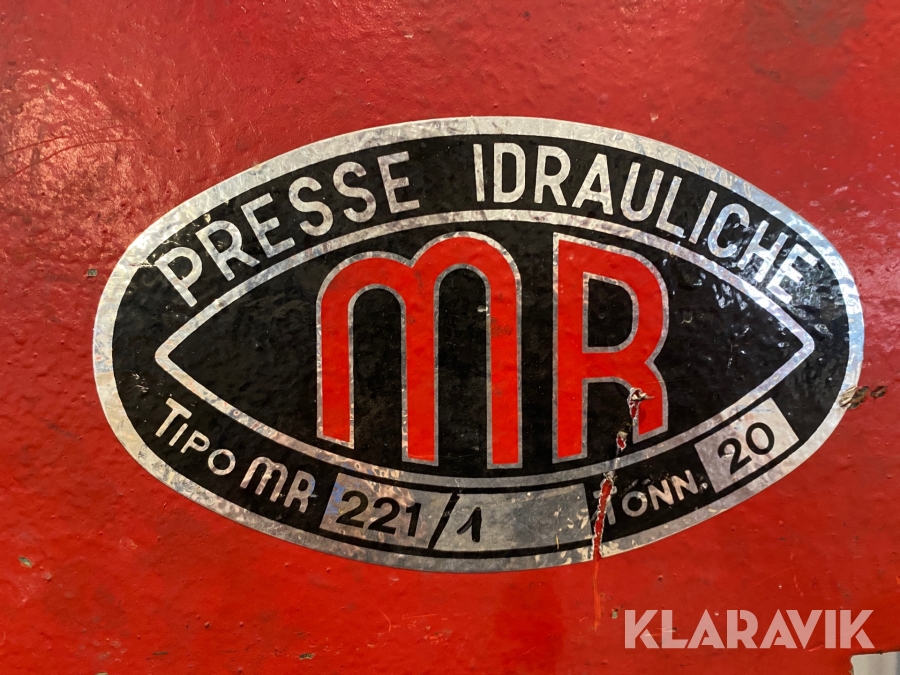 PRESSE IDRAULICHE
MR
TIPO MR 221/1 TONN. 20
KLARAVIK